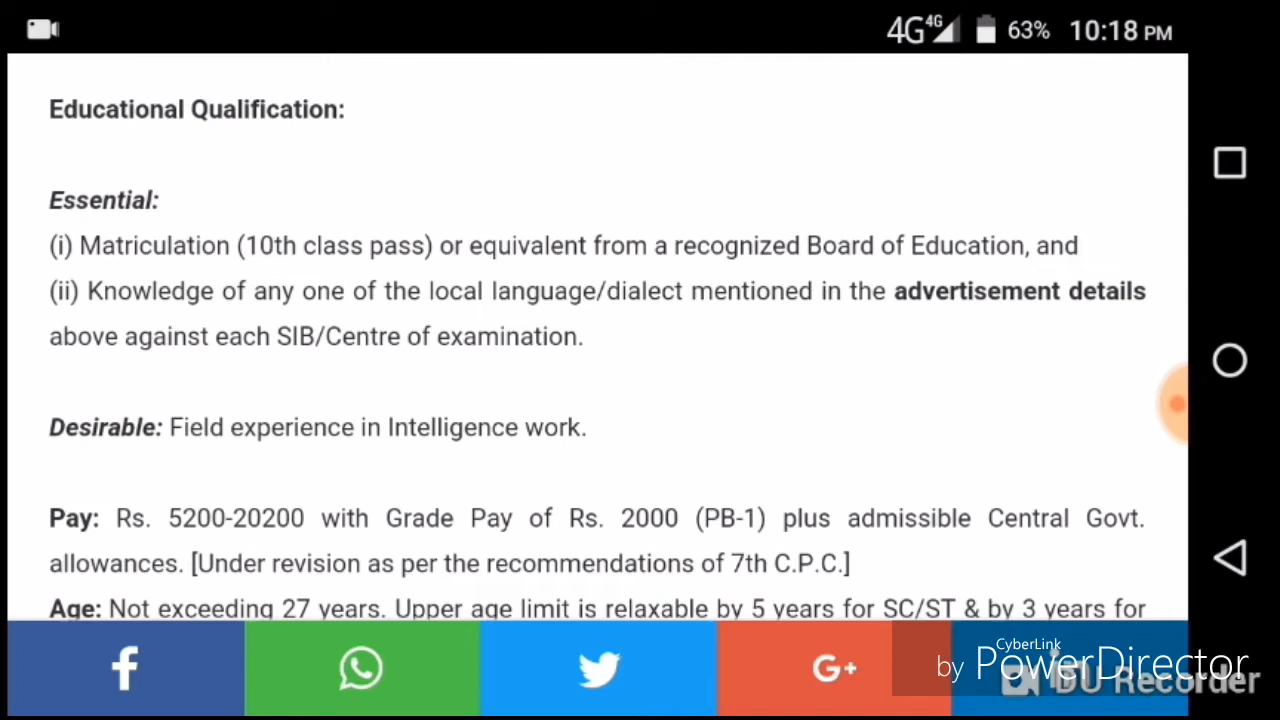 4G 4G 63% 10:18 PM
Educational Qualification:
Essential:
(i) Matriculation (10th class pass) or equivalent from a recognized Board of Education, and
(ii) Knowledge of any one of the local language/dialect mentioned in the advertisement details
above against each SIB/Centre of examination.
Desirable: Field experience in Intelligence work.
Pay: Rs. 5200-20200 with Grade Pay of Rs. 2000 (PB-1) plus admissible Central Govt.
allowances. [Under revision as per the recommendations of 7th C.P.C.]
Age: Not exceeding 27 years. Upper age limit is relaxable by 5 years for SC/ST & by 3 years for
f
G+
CyberLink
by PowerDirector
DU Recorder